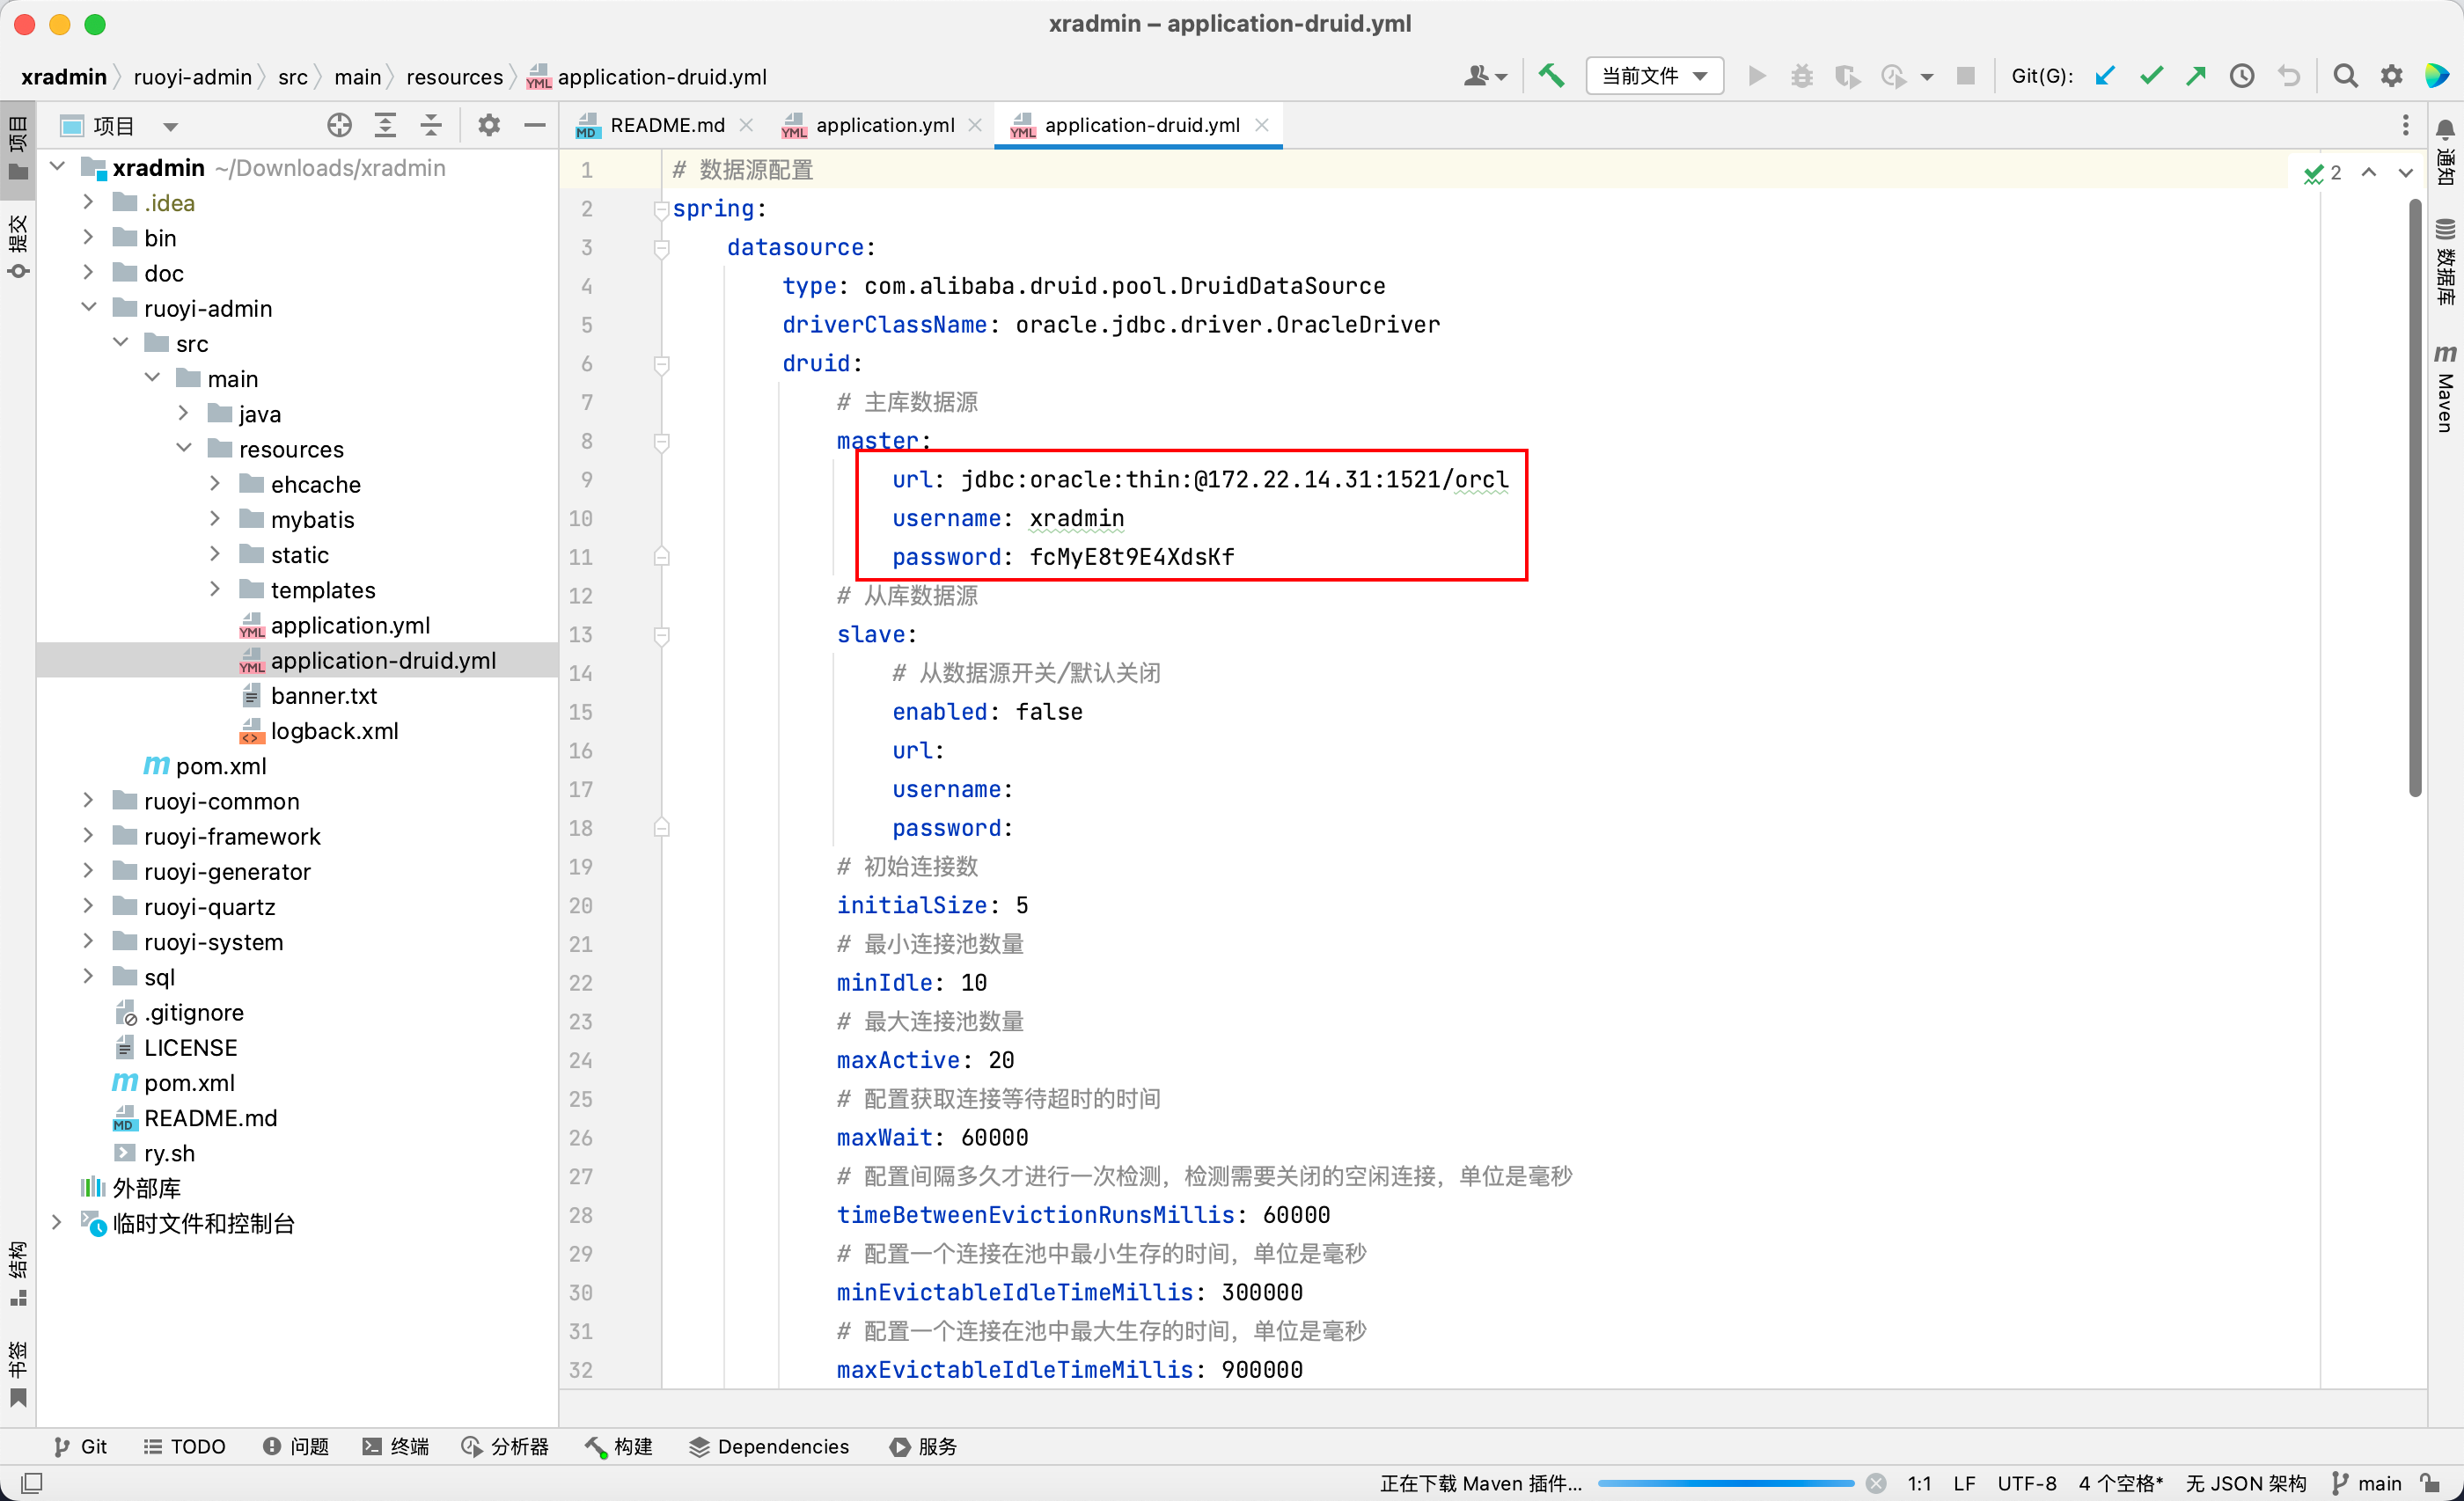 xradmin – application-druid.yml
xradmin ruoyi-admin src main resources application-druid.yml
当前文件
Git(G):
项目
README.md
application.yml
application-druid.yml
项目
提交
结构
书签
xradmin ~/Downloads/xradmin
.idea
bin
doc
ruoyi-admin
src
main
java
resources
ehcache
mybatis
static
templates
application.yml
application-druid.yml
banner.txt
logback.xml
pom.xml
ruoyi-common
ruoyi-framework
ruoyi-generator
ruoyi-quartz
ruoyi-system
sql
.gitignore
LICENSE
pom.xml
README.md
ry.sh
外部库
临时文件和控制台
1 # 数据源配置
2 spring:
3 datasource:
4 type: com.alibaba.druid.pool.DruidDataSource
5 driverClassName: oracle.jdbc.driver.OracleDriver
6 druid:
7 # 主库数据源
8 master:
9 url: jdbc:oracle:thin:@172.22.14.31:1521/orcl
10 username: xradmin
11 password: fcMyE8t9E4XdsKf
12 # 从库数据源
13 slave:
14 # 从数据源开关/默认关闭
15 enabled: false
16 url:
17 username:
18 password:
19 # 初始连接数
20 initialSize: 5
21 # 最小连接池数量
22 minIdle: 10
23 # 最大连接池数量
24 maxActive: 20
25 # 配置获取连接等待超时的时间
26 maxWait: 60000
27 # 配置间隔多久才进行一次检测，检测需要关闭的空闲连接，单位是毫秒
28 timeBetweenEvictionRunsMillis: 60000
29 # 配置一个连接在池中最小生存的时间，单位是毫秒
30 minEvictableIdleTimeMillis: 300000
31 # 配置一个连接在池中最大生存的时间，单位是毫秒
32 maxEvictableIdleTimeMillis: 900000
2
通知
数据库
Maven
Git TODO 问题 终端 分析器 构建 Dependencies 服务
正在下载 Maven 插件... 1:1 LF UTF-8 4 个空格* 无 JSON 架构 main